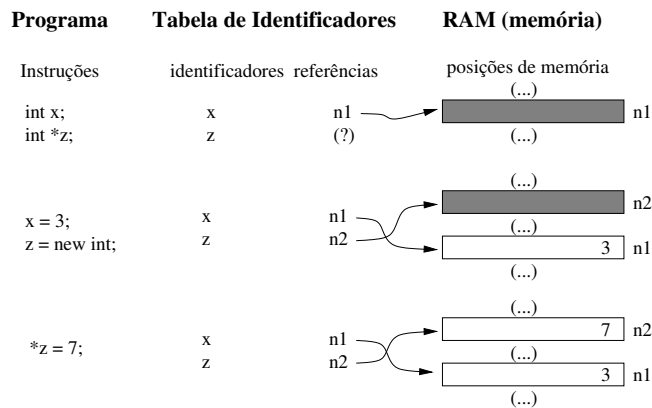 Programa Tabela de Identificadores RAM (memória)
Instruções identificadores referências posições de memória
(...)
int x; x n1 n1
int *z; z (?) (...)
(...)
n2
x = 3; x n1 (...)
z = new int; z n2 3 n1
(...)
(...)
*z = 7; x n1 7 n2
z n2 (...)
3 n1
(...)